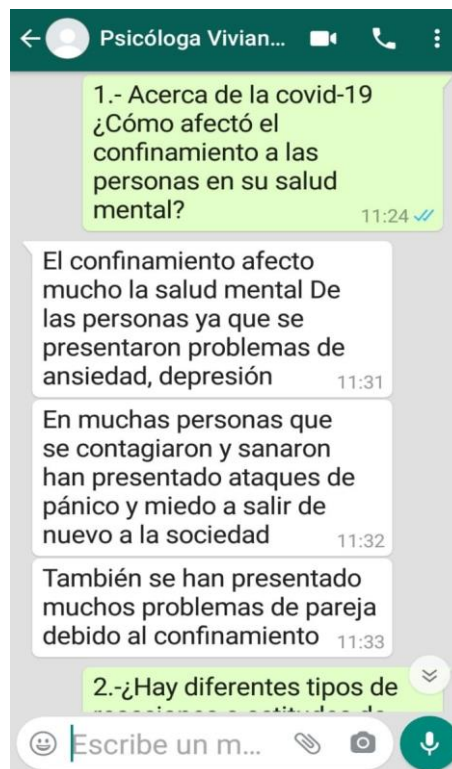 Psicóloga Vivian...
1.- Acerca de la covid-19
¿Cómo afectó el
confinamiento a las
personas en su salud
mental?
11:24
El confinamiento afecto
mucho la salud mental De
las personas ya que se
presentaron problemas de
ansiedad, depresión
11:31
En muchas personas que
se contagiaron y sanaron
han presentado ataques de
pánico y miedo a salir de
nuevo a la sociedad
11:32
También se han presentado
muchos problemas de pareja
debido al confinamiento
11:33
2.-¿Hay diferentes tipos de
Escribe un m...